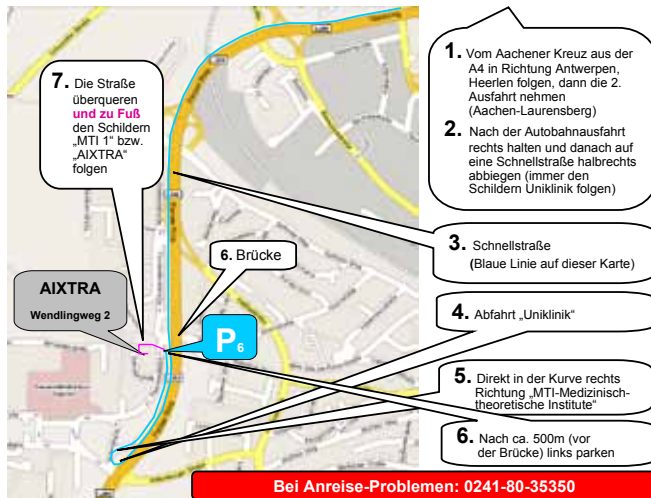 1. Vom Aachener Kreuz aus der
A4 in Richtung Antwerpen,
Heerlen folgen, dann die 2.
Ausfahrt nehmen
(Aachen-Laurensberg)
2. Nach der Autobahnausfahrt
rechts halten und danach auf
eine Schnellstraße halbrechts
abbiegen (immer den
Schildern Uniklinik folgen)
3. Schnellstraße
(Blaue Linie auf dieser Karte)
4. Abfahrt „Uniklinik“
5. Direkt in der Kurve rechts
Richtung „MTI-Medizinisch-
theoretische Institute“
6. Nach ca. 500m (vor
der Brücke) links parken
7. Die Straße
überqueren
und zu Fuß
den Schildern
„MTI 1“ bzw.
„AIXTRA“
folgen
6. Brücke
AIXTRA
Wendlingweg 2
P6
Bei Anreise-Problemen: 0241-80-35350